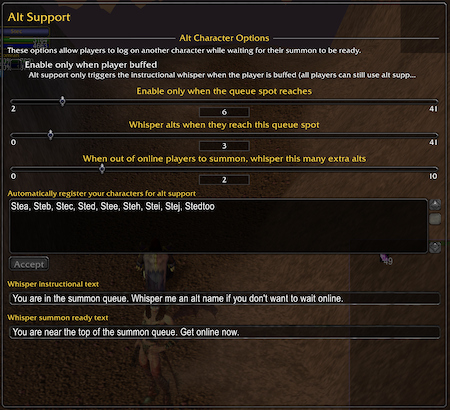 Alt Support
Alt Character Options
These options allow players to log on another character while waiting for their summon to be ready.
Enable only when player buffed
Alt support only triggers the instructional whisper when the player is buffed (all players can still use alt supp...
Enable only when the queue spot reaches
2 6 41
Whisper alts when they reach this queue spot
0 3 41
When out of online players to summon, whisper this many extra alts
0 2 10
Automatically register your characters for alt support
Stea, Steb, Stec, Sted, Stee, Steh, Stei, Stej, Stedtoo
Accept
49
Whisper instructional text
You are in the summon queue. Whisper me an alt name if you don't want to wait online.
Whisper summon ready text
You are near the top of the summon queue. Get online now.